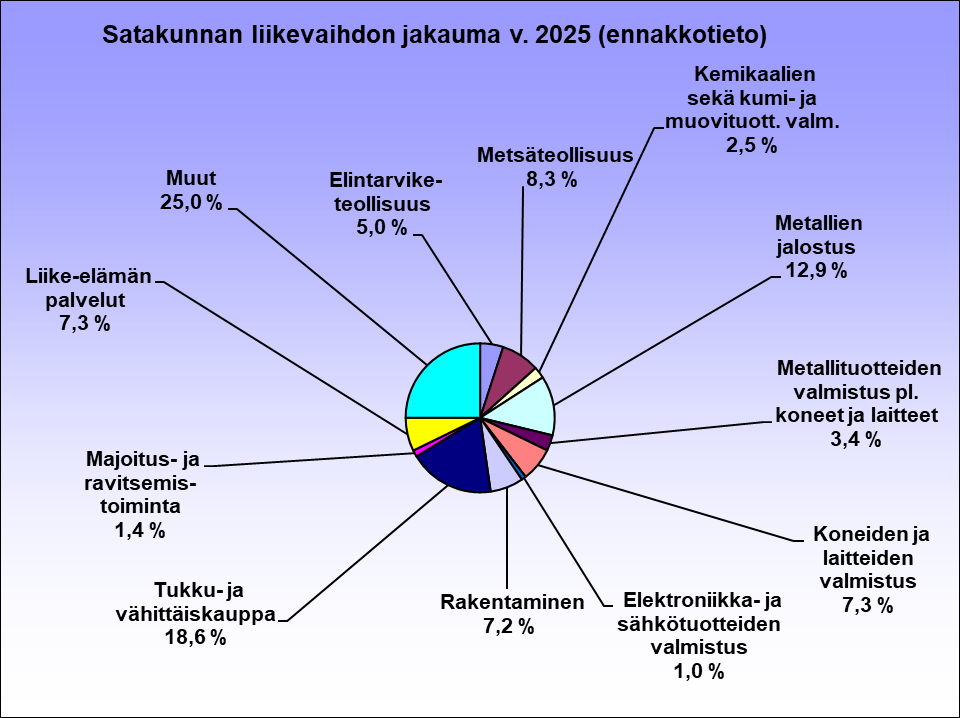 Satakunnan liikevaihdon jakauma v. 2025 (ennakkotieto)
Kemikaalien
sekä kumi- ja
muovituott. valm.
2,5 %
Metsäteollisuus
8,3 %
Elintarvike-
teollisuus
5,0 %
Muut
25,0 %
Metallien
jalostus
12,9 %
Liike-elämän
palvelut
7,3 %
Metallituotteiden
valmistus pl.
koneet ja laitteet
3,4 %
Majoitus- ja
ravitsemis-
toiminta
1,4 %
Koneiden ja
laitteiden
valmistus
7,3 %
Tukku- ja
vähittäiskauppa
18,6 %
Rakentaminen
7,2 %
Elektroniikka- ja
sähkötuotteiden
valmistus
1,0 %